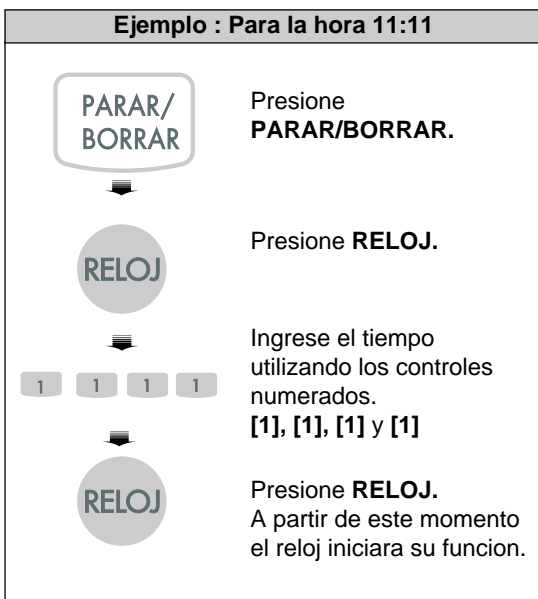 Ejemplo : Para la hora 11:11
PARAR/
BORRAR
Presione
PARAR/BORRAR.
RELOJ
Presione RELOJ.
1 1 1 1
Ingrese el tiempo
utilizando los controles
numerados.
[1], [1], [1] y [1]
RELOJ
Presione RELOJ.
A partir de este momento
el reloj iniciara su funcion.